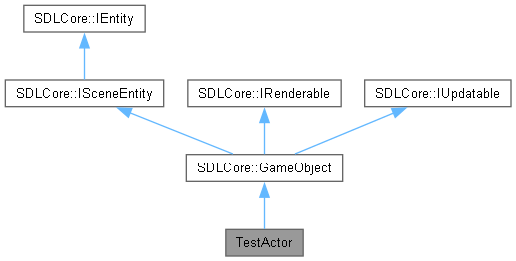 SDLCore::IEntity
SDLCore::ISceneEntity
SDLCore::IRenderable
SDLCore::IUpdatable
SDLCore::GameObject
TestActor